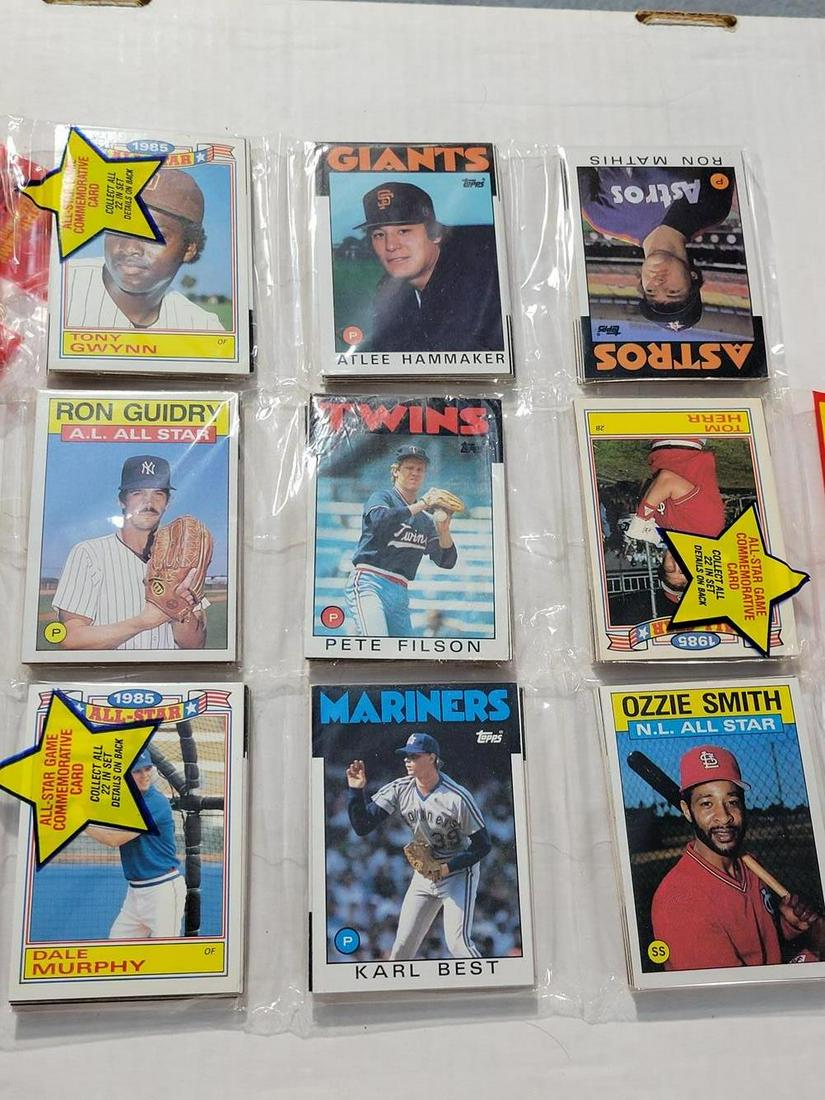 1985
ALL-STAR
ALL-STAR GAME
COMMEMORATIVE
CARD
COLLECT ALL
22 IN SET
DETAILS ON BACK
TONY
GWYNN
OF
GIANTS
topps
SF
P
ATLEE HAMMAKER
RON MATHIS
P
Astros
topps
ASTROS
RON GUIDRY
A.L. ALL STAR
NY
P
TWINS
Twins
P
PETE FILSON
TOM
HERR
2B
ALL-STAR GAME
COMMEMORATIVE
CARD
COLLECT ALL
22 IN SET
DETAILS ON BACK
1985
1985
ALL-STAR
ALL-STAR GAME
COMMEMORATIVE
CARD
COLLECT ALL
22 IN SET
DETAILS ON BACK
DALE
MURPHY
OF
MARINERS
topps
39
P
KARL BEST
OZZIE SMITH
N.L. ALL STAR
SS